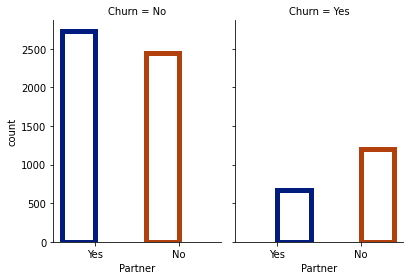 Churn = No
Churn = Yes
count
2500
2000
1500
1000
500
0
Yes
No
Yes
No
Partner
Partner